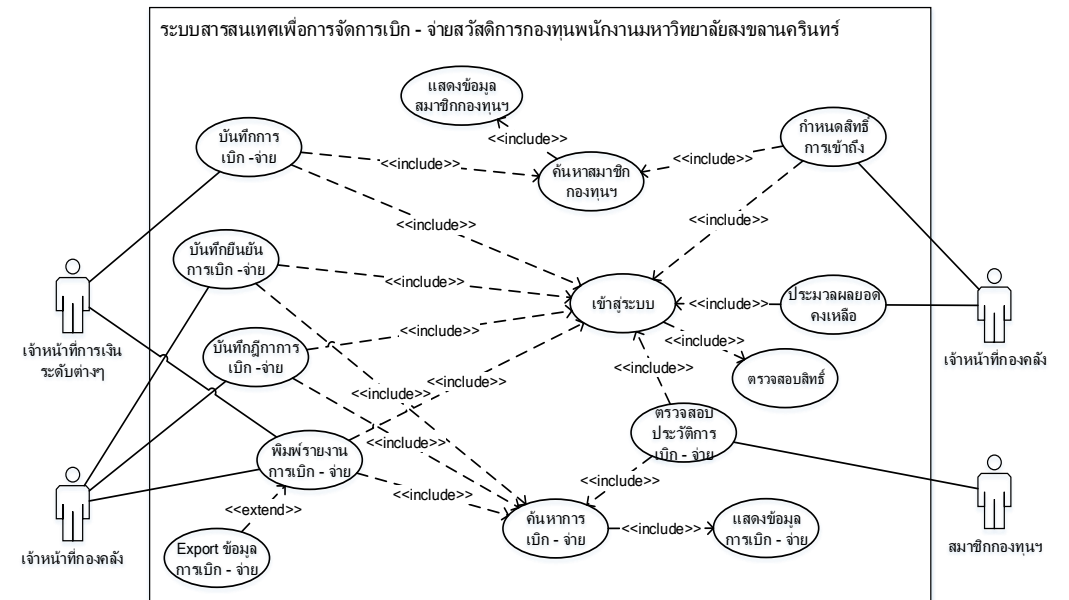 ระบบสารสนเทศเพื่อการจัดการเบิก - จ่ายสวัสดิการกองทุนพนักงานมหาวิทยาลัยสงขลานครินทร์
แสดงข้อมูล
สมาชิกกองทุนฯ
<<include>>
บันทึกการ
เบิก -จ่าย
<<include>>
ค้นหาสมาชิก
กองทุนฯ
<<include>>
กำหนดสิทธิ์
การเข้าถึง
<<include>>
<<include>>
บันทึกยืนยัน
การเบิก -จ่าย
<<include>>
เข้าสู่ระบบ
<<include>>
ประมวลผลยอด
คงเหลือ
เจ้าหน้าที่การเงิน
ระดับต่างๆ
บันทึกฎีกาการ
เบิก -จ่าย
<<include>>
<<include>>
เจ้าหน้าที่กองคลัง
<<include>>
<<include>>
<<include>>
ตรวจสอบสิทธิ์
ตรวจสอบ
ประวัติการ
เบิก - จ่าย
<<include>>
พิมพ์รายงาน
การเบิก - จ่าย
<<include>>
<<include>>
<<extend>>
ค้นหาการ
เบิก - จ่าย
<<include>>
แสดงข้อมูล
การเบิก - จ่าย
เจ้าหน้าที่กองคลัง
Export ข้อมูล
การเบิก - จ่าย
สมาชิกกองทุนฯ